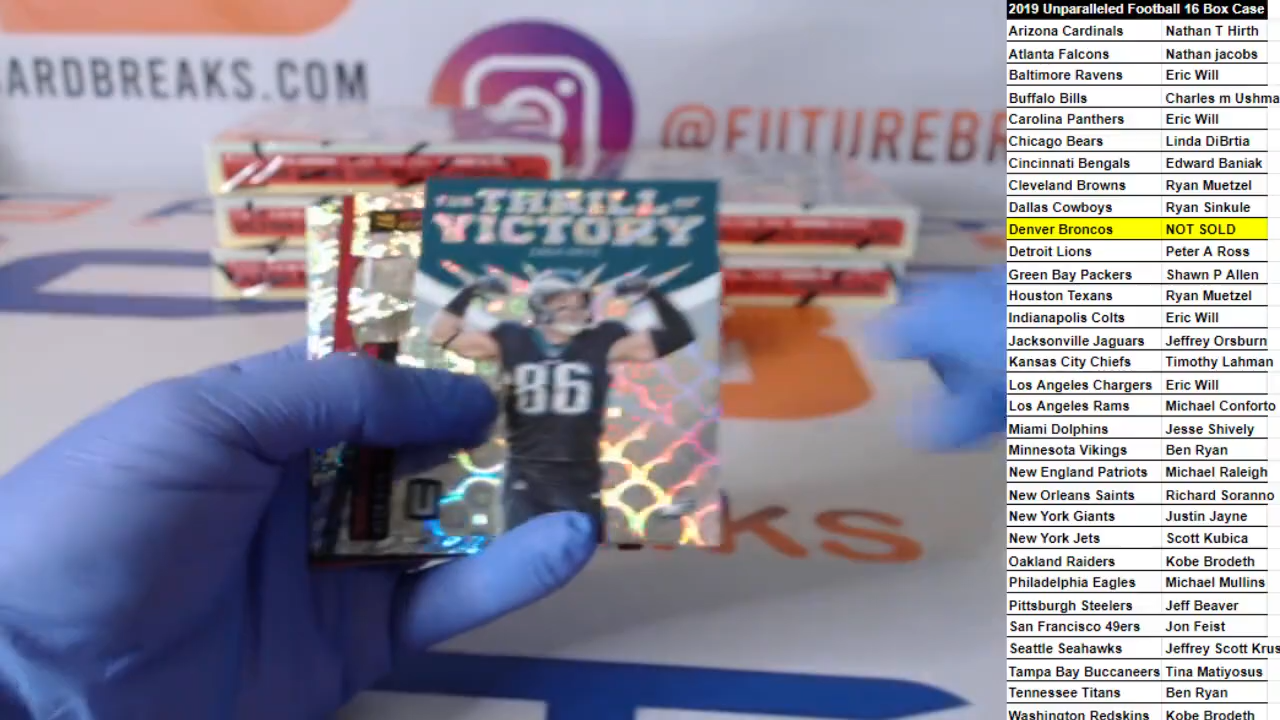 ARDBREAKS.COM
@FUTUREBR
THE THRILL OF
VICTORY
86
KS
2019 Unparalleled Football 16 Box Case
Arizona Cardinals Nathan T Hirth
Atlanta Falcons Nathan jacobs
Baltimore Ravens Eric Will
Buffalo Bills Charles m Ushma
Carolina Panthers Eric Will
Chicago Bears Linda DiBrtia
Cincinnati Bengals Edward Baniak
Cleveland Browns Ryan Muetzel
Dallas Cowboys Ryan Sinkule
Denver Broncos NOT SOLD
Detroit Lions Peter A Ross
Green Bay Packers Shawn P Allen
Houston Texans Ryan Muetzel
Indianapolis Colts Eric Will
Jacksonville Jaguars Jeffrey Orsburn
Kansas City Chiefs Timothy Lahman
Los Angeles Chargers Eric Will
Los Angeles Rams Michael Conforto
Miami Dolphins Jesse Shively
Minnesota Vikings Ben Ryan
New England Patriots Michael Raleigh
New Orleans Saints Richard Soranno
New York Giants Justin Jayne
New York Jets Scott Kubica
Oakland Raiders Kobe Brodeth
Philadelphia Eagles Michael Mullins
Pittsburgh Steelers Jeff Beaver
San Francisco 49ers Jon Feist
Seattle Seahawks Jeffrey Scott Krus
Tampa Bay Buccaneers Tina Matiyosus
Tennessee Titans Ben Ryan
Washington Redskins Kobe Brodeth